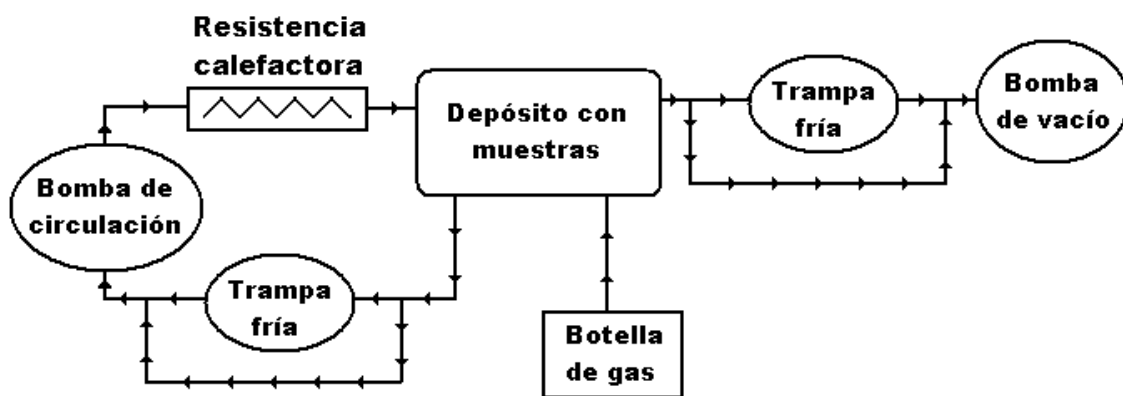 Resistencia
calefactora
Depósito con
muestras
Trampa
fría
Bomba
de vacío
Bomba de
circulación
Trampa
fría
Botella
de gas